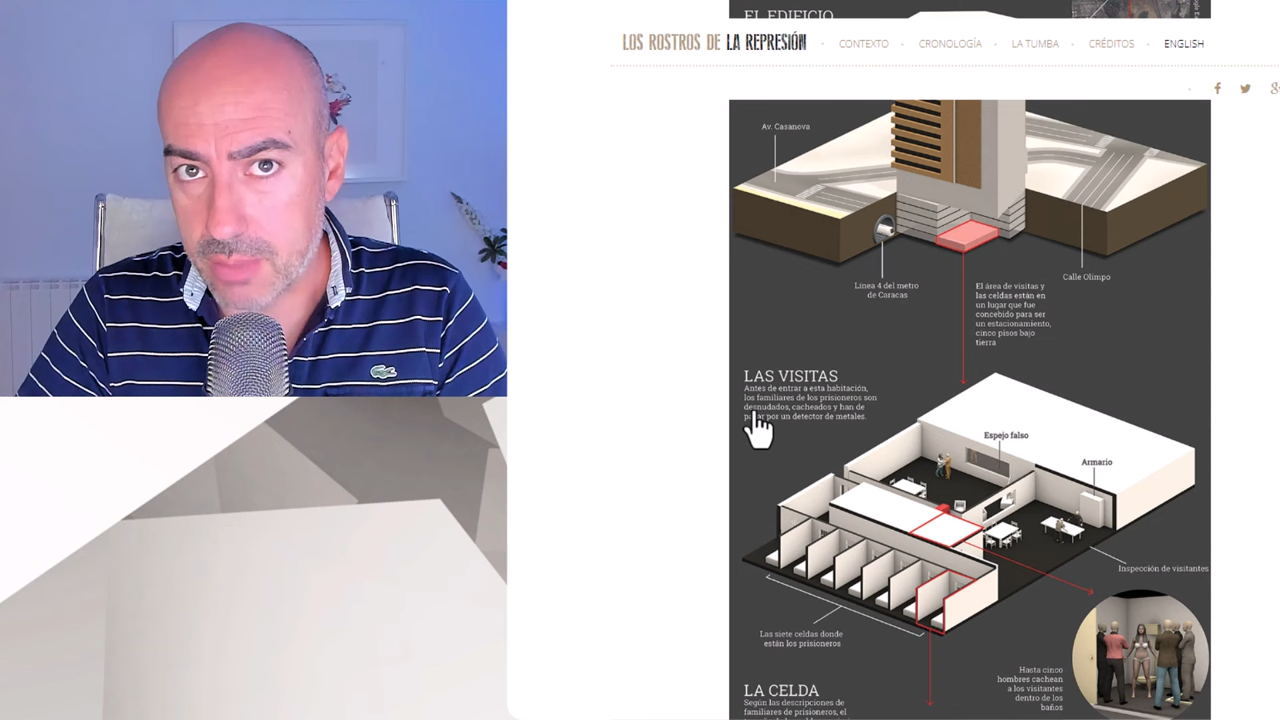 EL EDIFICIO
LOS ROSTROS DE LA REPRESIÓN
CONTEXTO
CRONOLOGÍA
LA TUMBA
CRÉDITOS
ENGLISH
Av. Casanova
Línea 4 del metro
de Caracas
Calle Olimpo
El área de visitas y
las celdas están en
un lugar que fue
concebido para ser
un estacionamiento,
cinco pisos bajo
tierra
LAS VISITAS
Antes de entrar a esta habitación,
los familiares de los prisioneros son
desnudados, cacheados y han de
por un detector de metales.
Espejo falso
Armario
Inspección de visitantes
Las siete celdas donde
están los prisioneros
Hasta cinco
hombres cachean
a los visitantes
dentro de los
baños
LA CELDA
Según las descripciones de
familiares de prisioneros, el